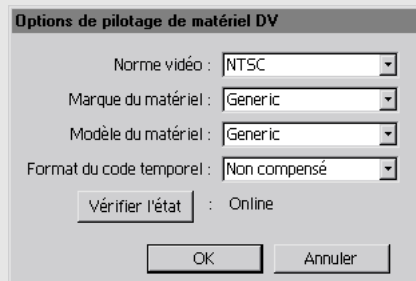 Options de pilotage de matériel DV
Norme vidéo : NTSC
Marque du matériel : Generic
Modèle du matériel : Generic
Format du code temporel : Non compensé
Vérifier l'état : Online
OK Annuler